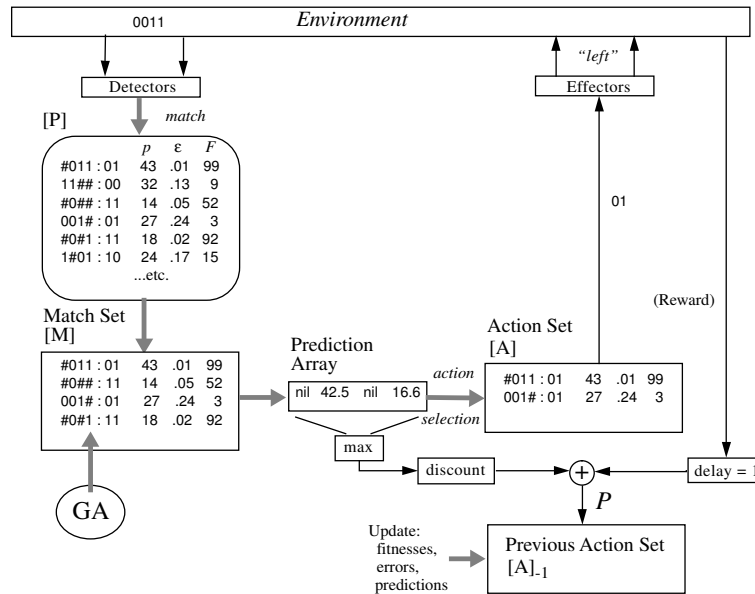 Environment
0011
"left"
Detectors
Effectors
match
[P]
p ε F
#011 : 01 43 .01 99
11## : 00 32 .13 9
#0## : 11 14 .05 52
001# : 01 27 .24 3
#0#1 : 11 18 .02 92
1#01 : 10 24 .17 15
...etc.
01
(Reward)
Match Set
[M]
#011 : 01 43 .01 99
#0## : 11 14 .05 52
001# : 01 27 .24 3
#0#1 : 11 18 .02 92
Prediction
Array
nil 42.5 nil 16.6
action
selection
Action Set
[A]
#011 : 01 43 .01 99
001# : 01 27 .24 3
max
discount
+
delay = 1
P
GA
Update:
fitnesses,
errors,
predictions
Previous Action Set
[A]-1